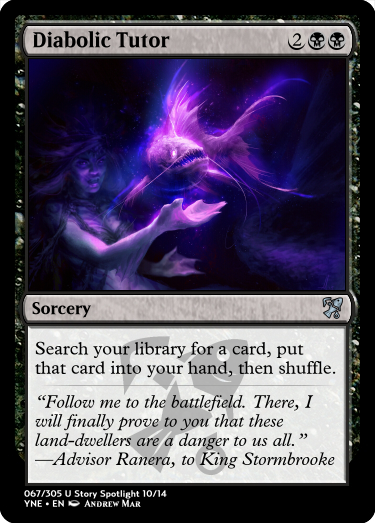 Diabolic Tutor 2
Sorcery
Search your library for a card, put
that card into your hand, then shuffle.
“Follow me to the battlefield. There, I
will finally prove to you that these
land-dwellers are a danger to us all.”
—Advisor Ranera, to King Stormbrooke
067/305 U Story Spotlight 10/14
YNE • EN Andrew Mar